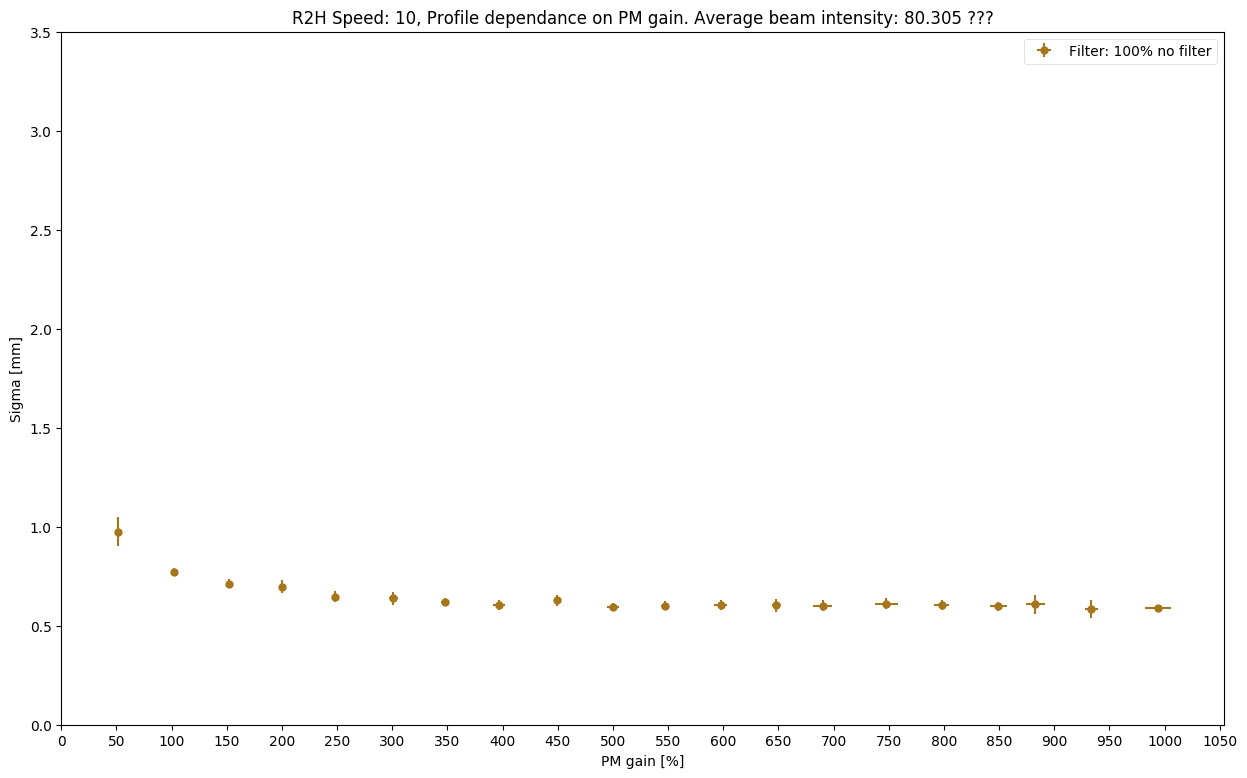 R2H Speed: 10, Profile dependance on PM gain. Average beam intensity: 80.305 ???
Filter: 100% no filter
3.5
3.0
2.5
2.0
1.5
1.0
0.5
0.0
Sigma [mm]
0 50 100 150 200 250 300 350 400 450 500 550 600 650 700 750 800 850 900 950 1000 1050
PM gain [%]